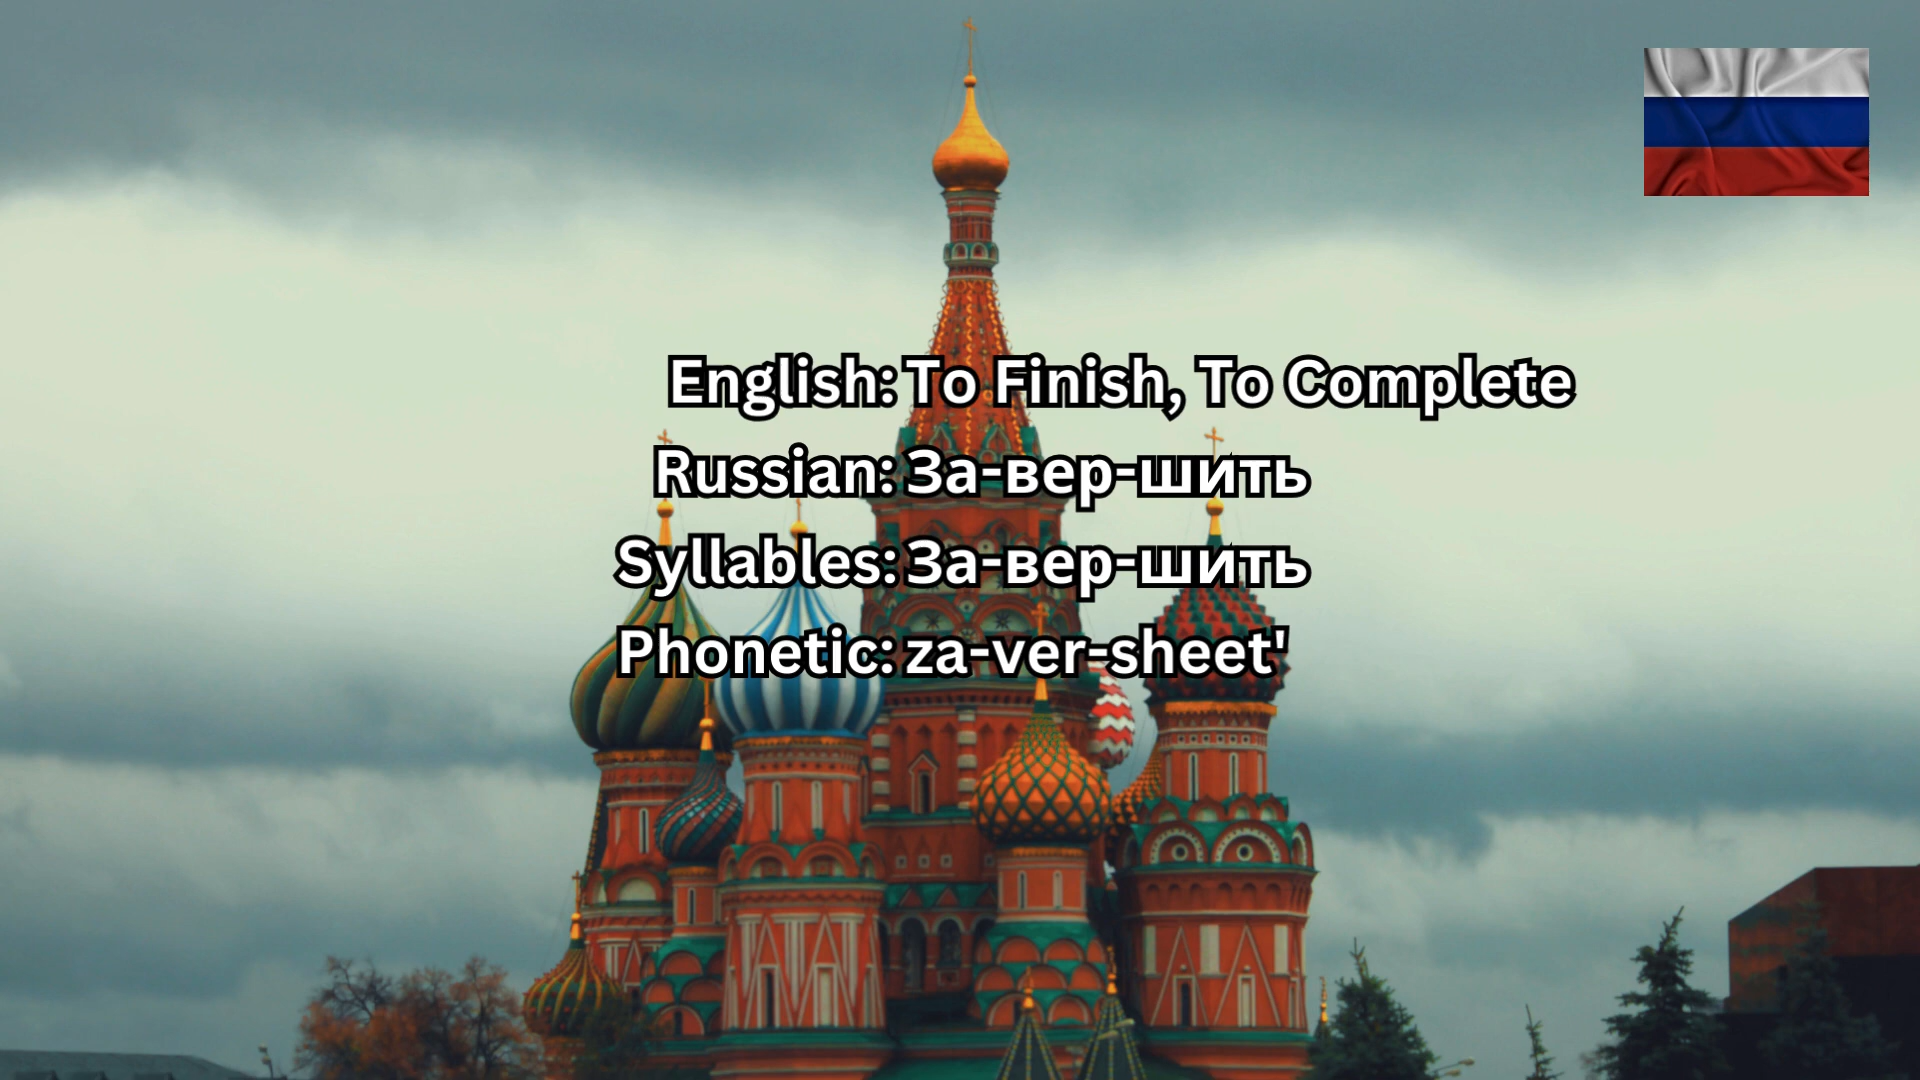 English: To Finish, To Complete
Russian: За-вер-шить
Syllables: За-вер-шить
Phonetic: za-ver-sheet'